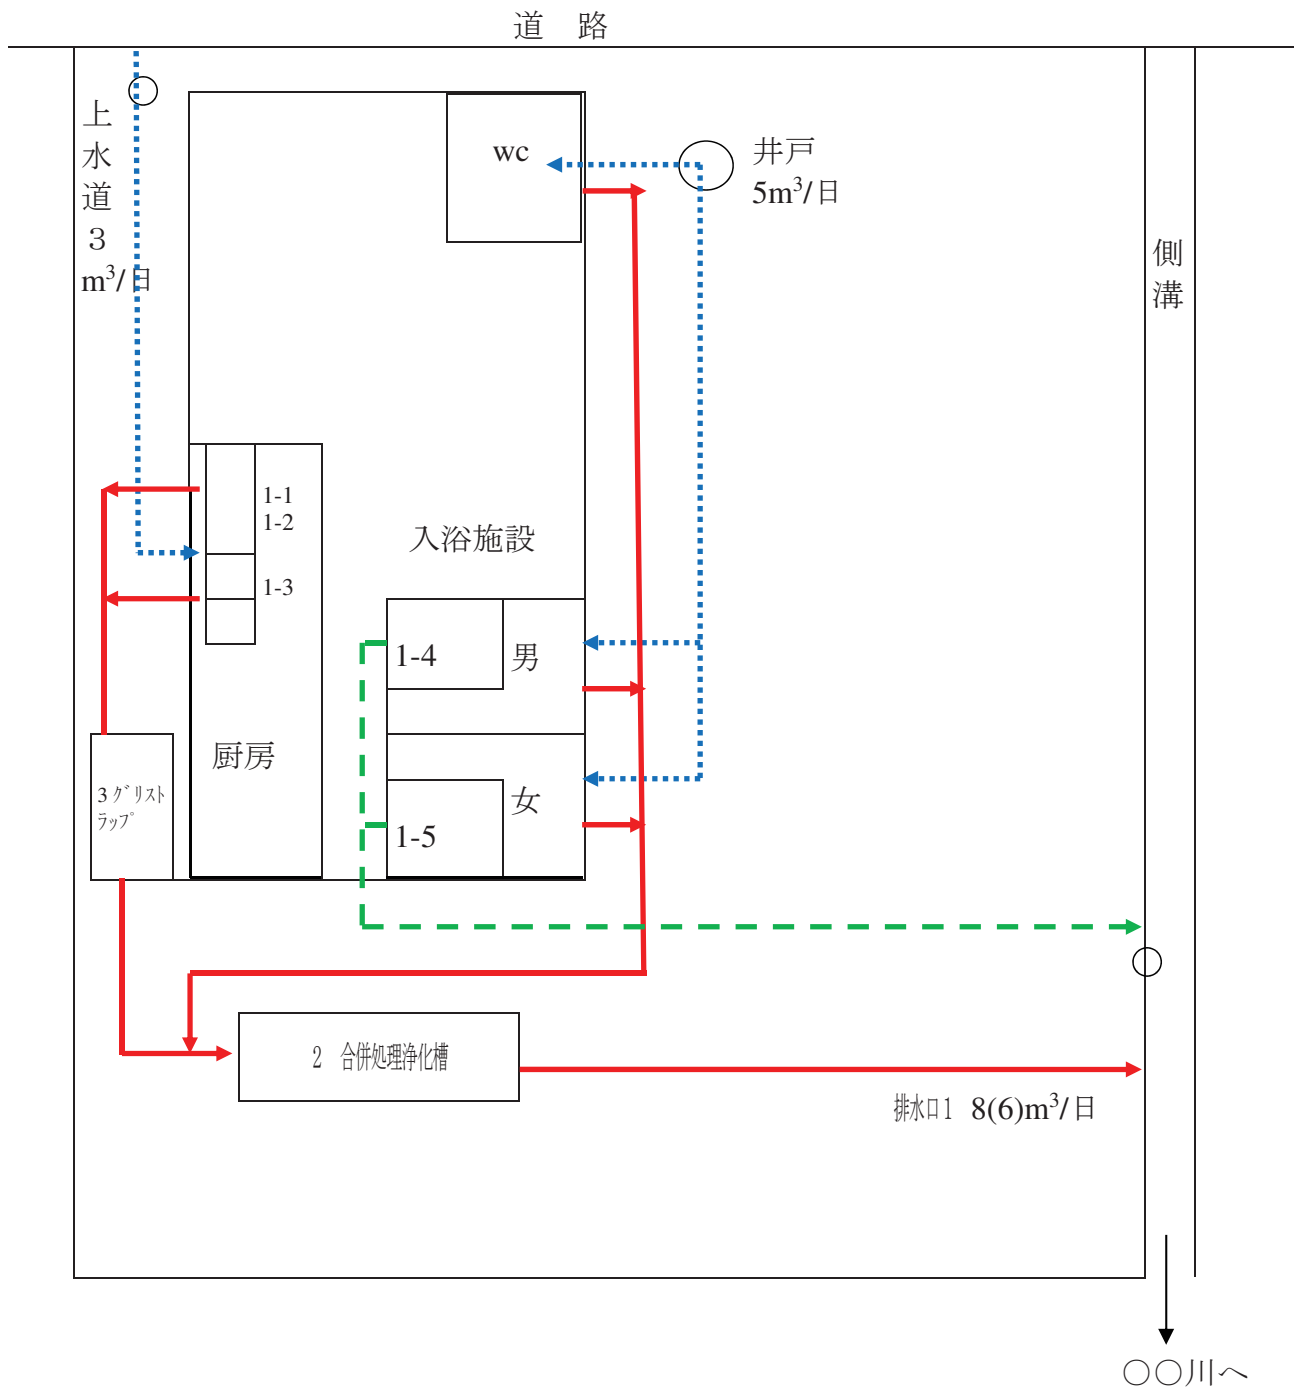 道 路
上
水
道
３
m³/日
wc
井戸
5m³/日
側
溝
1-1
1-2
1-3
入浴施設
1-4
男
厨房
女
1-5
3ｸﾞﾘｽﾄ
ﾗｯﾌﾟ
2 合併処理浄化槽
排水口1 8(6)m³/日
○○川へ